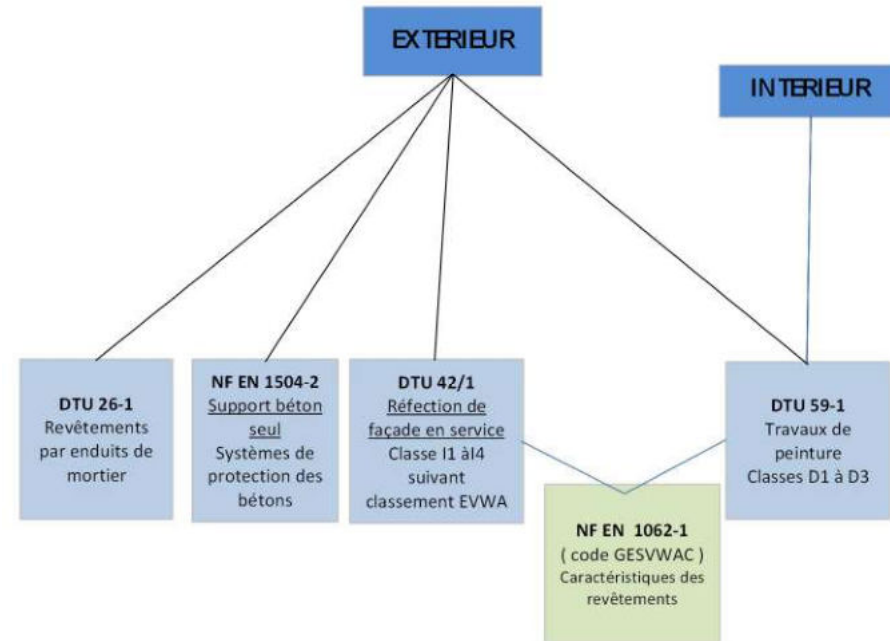 EXTERIEUR
INTERIEUR
DTU 26-1
Revêtements
par enduits de
mortier
NF EN 1504-2
Support béton
seul
Systèmes de
protection des
bétons
DTU 42/1
Réfection de
façade en service
Classe I1 àI4
suivant
classement EVWA
DTU 59-1
Travaux de
peinture
Classes D1 à D3
NF EN 1062-1
( code GESVWAC )
Caractéristiques des
revêtements